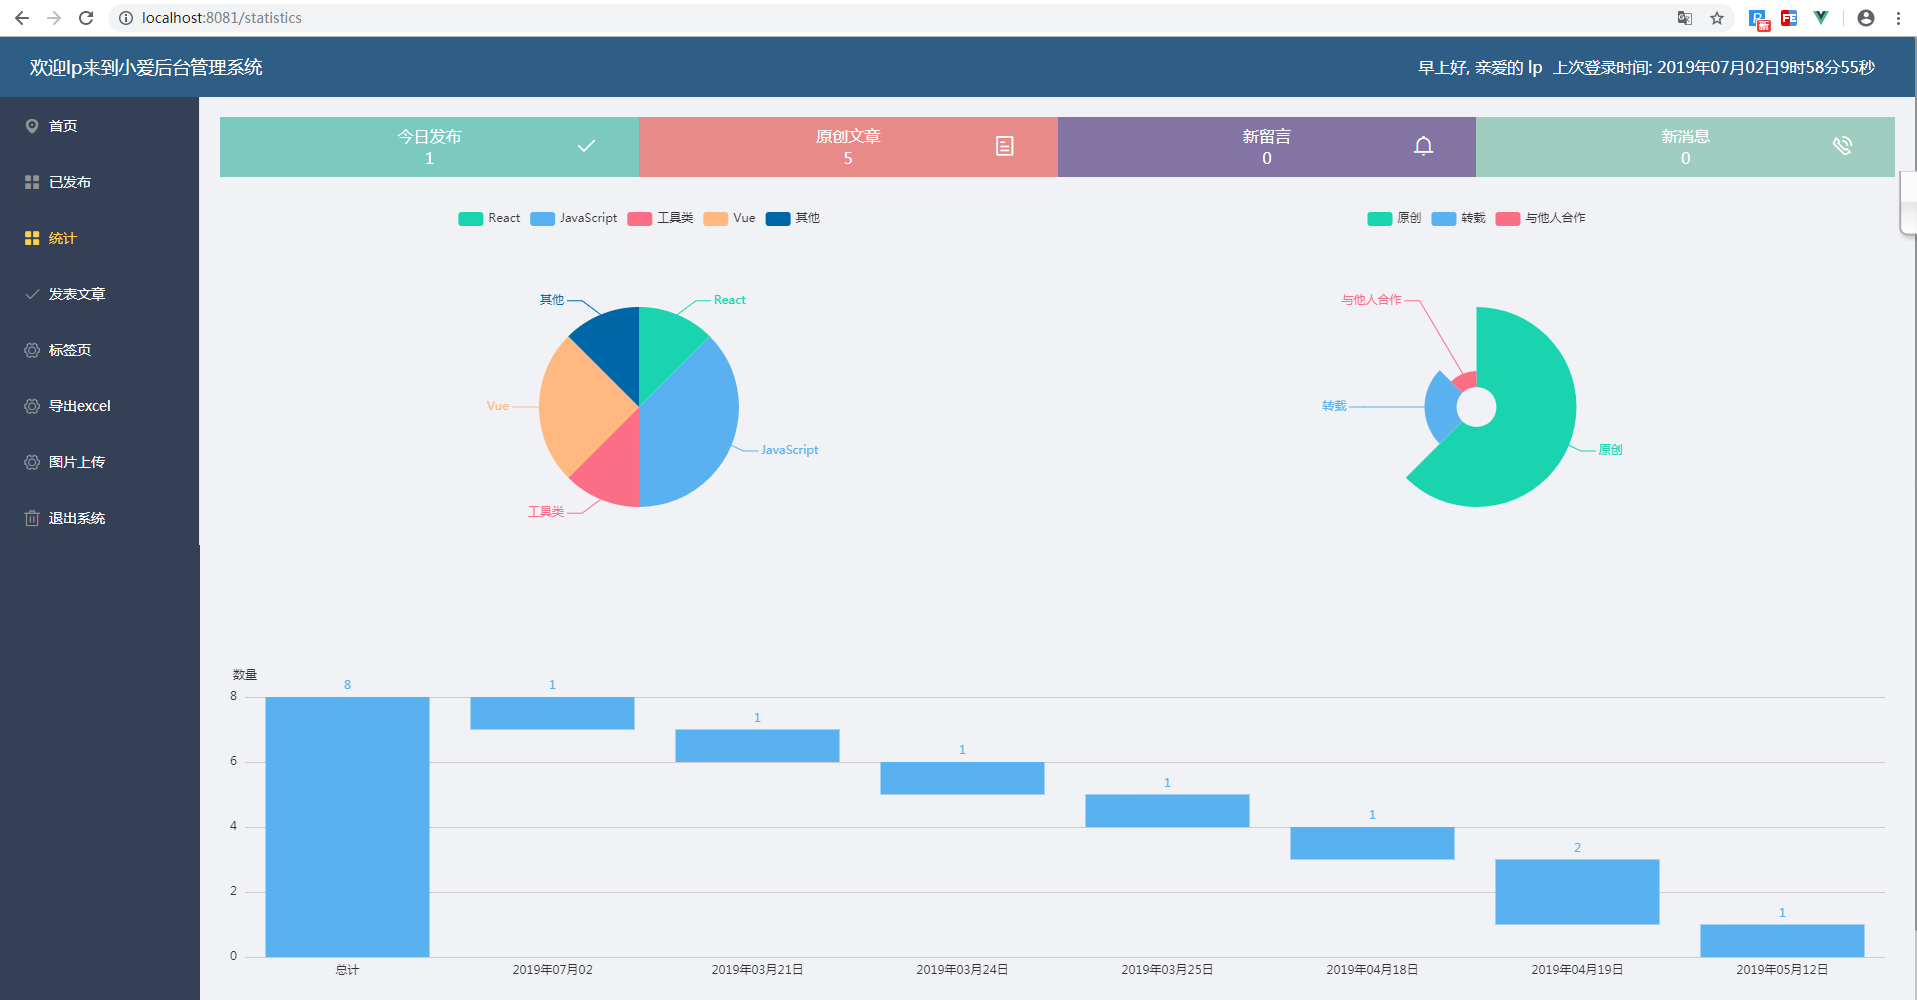 localhost:8081/statistics
新
FE
欢迎lp来到小爱后台管理系统
早上好, 亲爱的 lp 上次登录时间: 2019年07月02日9时58分55秒
首页
已发布
统计
发表文章
标签页
导出excel
图片上传
退出系统
今日发布
1
原创文章
5
新留言
0
新消息
0
React JavaScript 工具类 Vue 其他
其他
React
Vue
JavaScript
工具类
原创 转载 与他人合作
与他人合作
转载
原创
数量
8
6
4
2
0
8
1
1
1
1
1
2
1
总计
2019年07月02
2019年03月21日
2019年03月24日
2019年03月25日
2019年04月18日
2019年04月19日
2019年05月12日